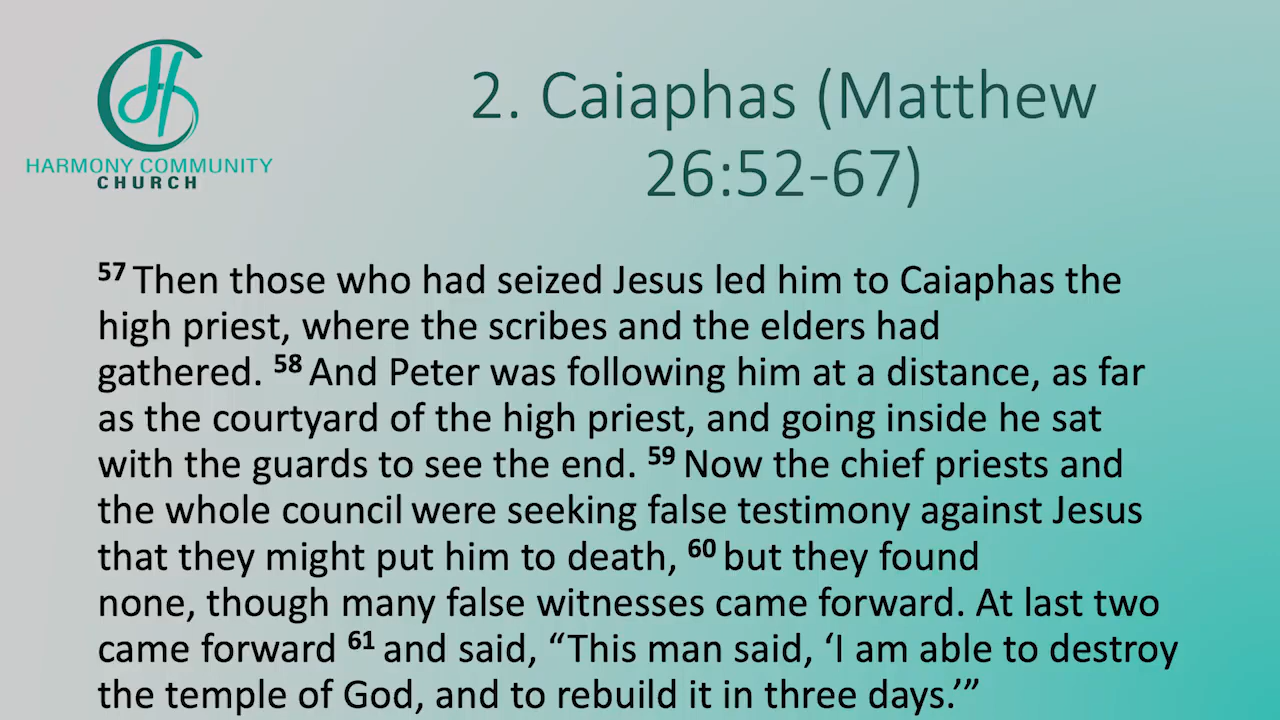 HARMONY COMMUNITY
CHURCH
2. Caiaphas (Matthew
26:52-67)
57 Then those who had seized Jesus led him to Caiaphas the
high priest, where the scribes and the elders had
gathered. 58 And Peter was following him at a distance, as far
as the courtyard of the high priest, and going inside he sat
with the guards to see the end. 59 Now the chief priests and
the whole council were seeking false testimony against Jesus
that they might put him to death, 60 but they found
none, though many false witnesses came forward. At last two
came forward 61 and said, “This man said, ‘I am able to destroy
the temple of God, and to rebuild it in three days.’”